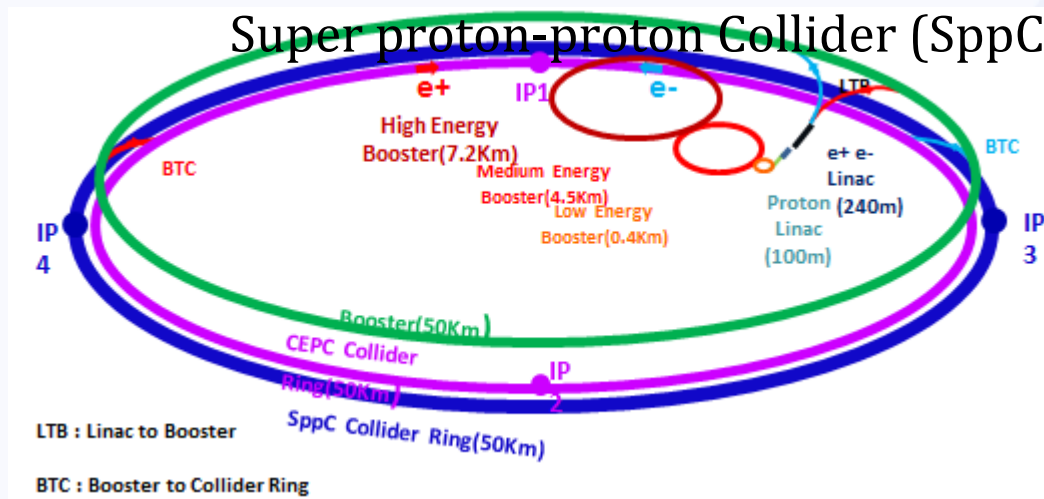 Super proton-proton Collider (SppC
e+
IP1
e-
LTB
High Energy
Booster(7.2Km)
BTC
Medium Energy
Booster(4.5Km)
Low Energy
Booster(0.4Km)
e+ e-
Linac
(240m)
BTC
Proton
Linac
(100m)
IP
4
IP
3
Booster(50Km)
CEPC Collider
Ring(50Km)
IP
2
SppC Collider Ring(50Km)
LTB : Linac to Booster
BTC : Booster to Collider Ring